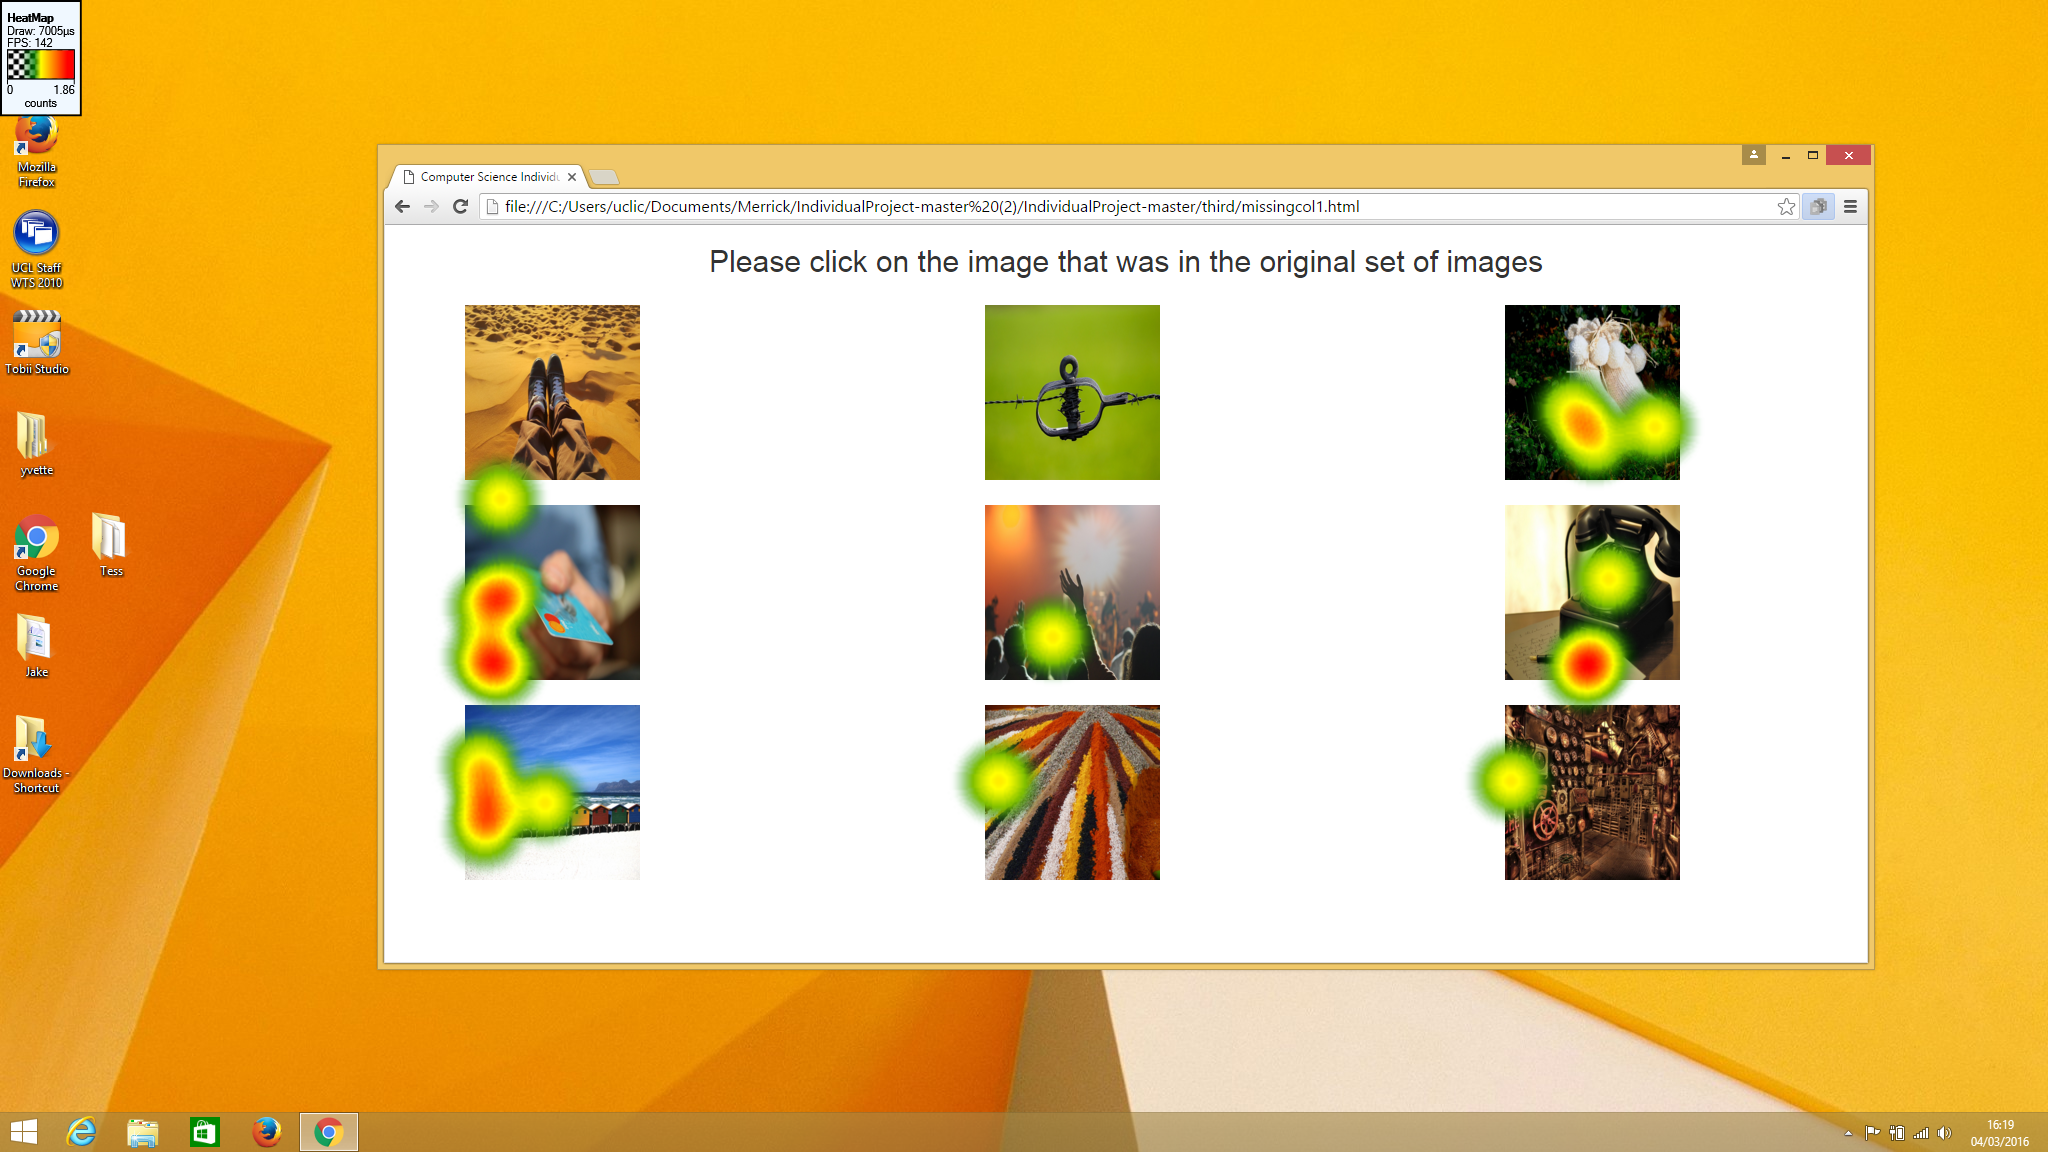 HeatMap
Draw: 7005µs
FPS: 142
0 1.86
counts
Mozilla
Firefox
UCL Staff
WTS 2010
Tobii Studio
yvette
Google
Chrome
Tess
Jake
Downloads -
Shortcut
Computer Science Individu
file:///C:/Users/uclic/Documents/Merrick/IndividualProject-master%20(2)/IndividualProject-master/third/missingcol1.html
Please click on the image that was in the original set of images
16:19
04/03/2016